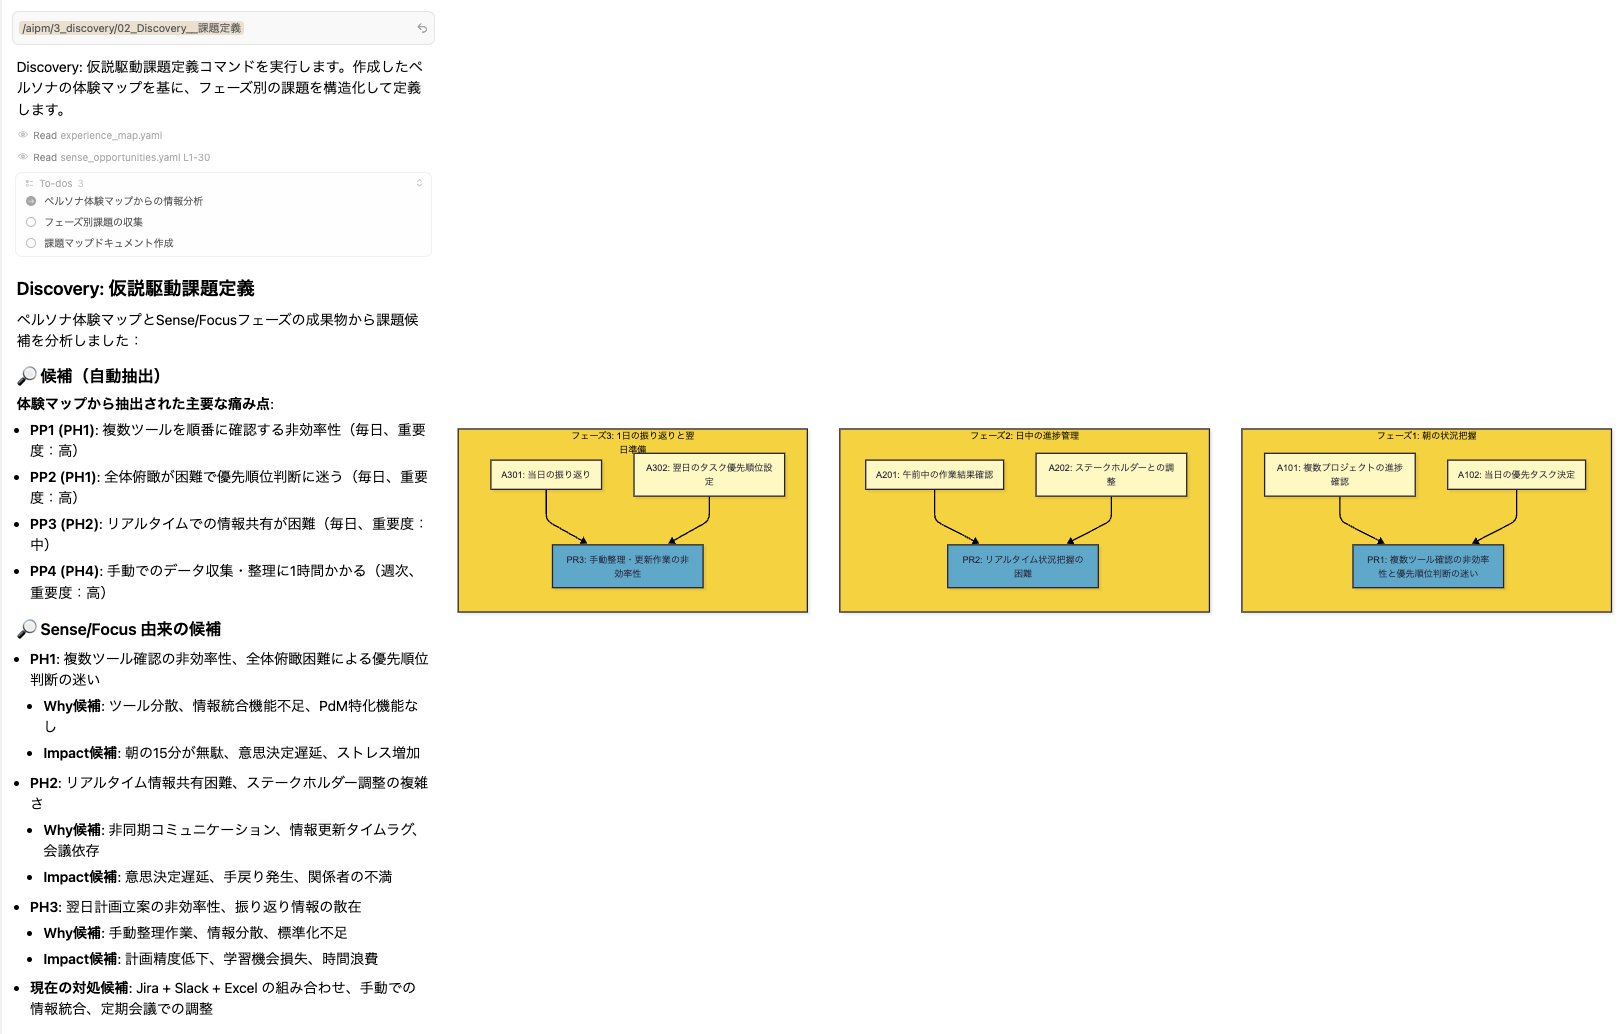 /aipm/3_discovery/02_Discovery__課題定義
Discovery: 仮説駆動課題定義コマンドを実行します。作成したペ
ルソナの体験マップを基に、フェーズ別の課題を構造化して定義
します。
Read experience_map.yaml
Read sense_opportunities.yaml L1-30
To-dos 3
ペルソナ体験マップからの情報分析
フェーズ別課題の収集
課題マップドキュメント作成
Discovery: 仮説駆動課題定義
ペルソナ体験マップとSense/Focusフェーズの成果物から課題候
補を分析しました：
🔎 候補（自動抽出）
体験マップから抽出された主要な痛み点:
• PP1 (PH1): 複数ツールを順番に確認する非効率性（毎日、重要
度：高）
• PP2 (PH1): 全体俯瞰が困難で優先順位判断に迷う（毎日、重要
度：高）
• PP3 (PH2): リアルタイムでの情報共有が困難（毎日、重要度：
中）
• PP4 (PH4): 手動でのデータ収集・整理に1時間かかる（週次、
重要度：高）
🔎 Sense/Focus 由来の候補
• PH1: 複数ツール確認の非効率性、全体俯瞰困難による優先順位
判断の迷い
• Why候補: ツール分散、情報統合機能不足、PdM特化機能な
し
• Impact候補: 朝の15分が無駄、意思決定遅延、ストレス増加
• PH2: リアルタイム情報共有困難、ステークホルダー調整の複雑
さ
• Why候補: 非同期コミュニケーション、情報更新タイムラグ、
会議依存
• Impact候補: 意思決定遅延、手戻り発生、関係者の不満
• PH3: 翌日計画立案の非効率性、振り返り情報の散在
• Why候補: 手動整理作業、情報分散、標準化不足
• Impact候補: 計画精度低下、学習機会損失、時間浪費
• 現在の対処候補: Jira + Slack + Excel の組み合わせ、手動での
情報統合、定期会議での調整
フェーズ3: 1日の振り返りと翌
日準備
A301: 当日の振り返り
A302: 翌日のタスク優先順位設
定
PR3: 手動整理・更新作業の非
効率性
フェーズ2: 日中の進捗管理
A201: 午前中の作業結果確認
A202: ステークホルダーとの調
整
PR2: リアルタイム状況把握の
困難
フェーズ1: 朝の状況把握
A101: 複数プロジェクトの進捗
確認
A102: 当日の優先タスク決定
PR1: 複数ツール確認の非効率
性と優先順位判断の迷い